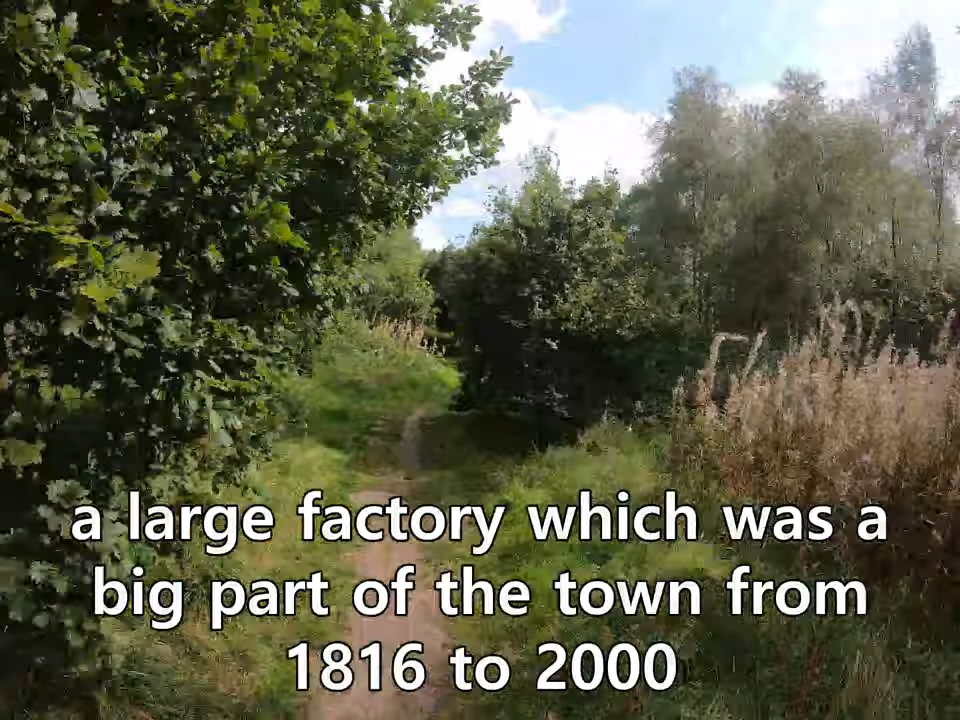 a large factory which was a
big part of the town from
1816 to 2000